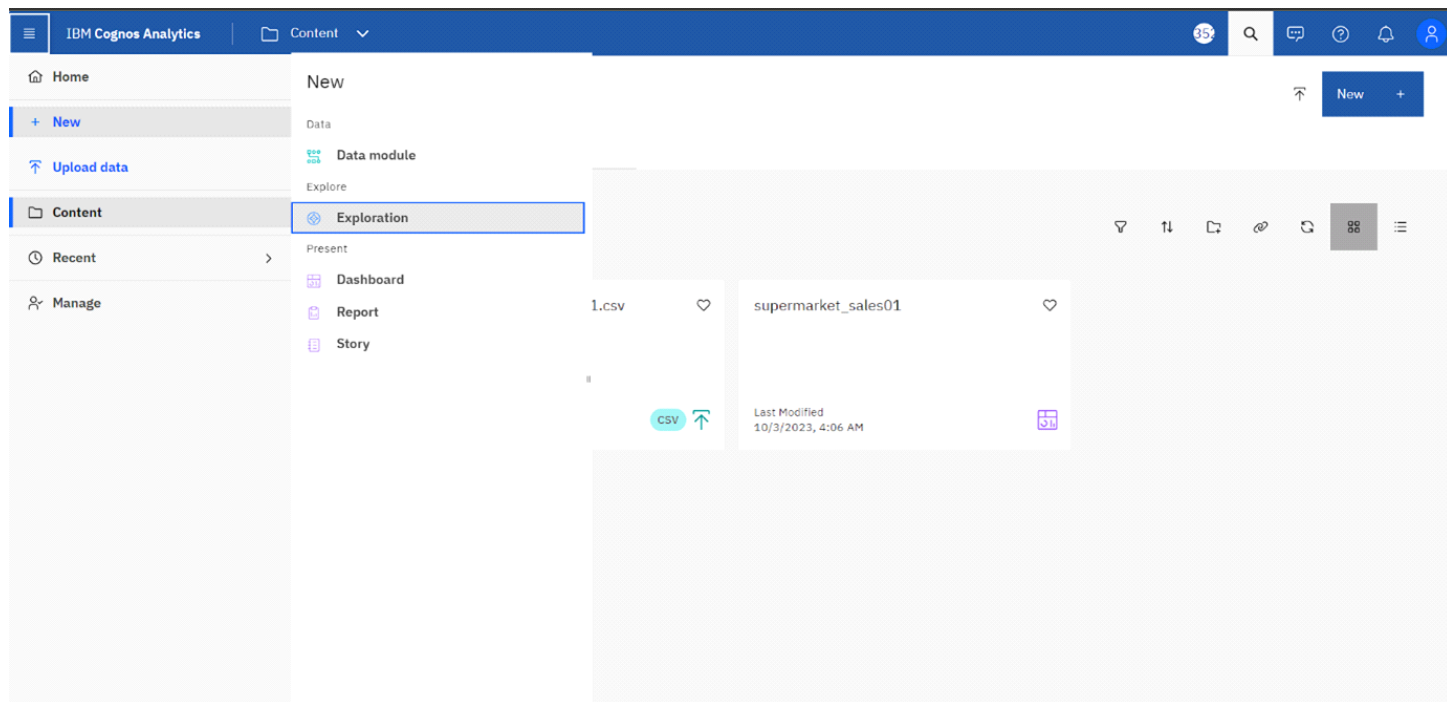 IBM Cognos Analytics
Content
Home
New
Upload data
Content
Recent
Manage
New
Data
Data module
Explore
Exploration
Present
Dashboard
Report
Story
New +
1.csv
CSV
supermarket_sales01
Last Modified
10/3/2023, 4:06 AM